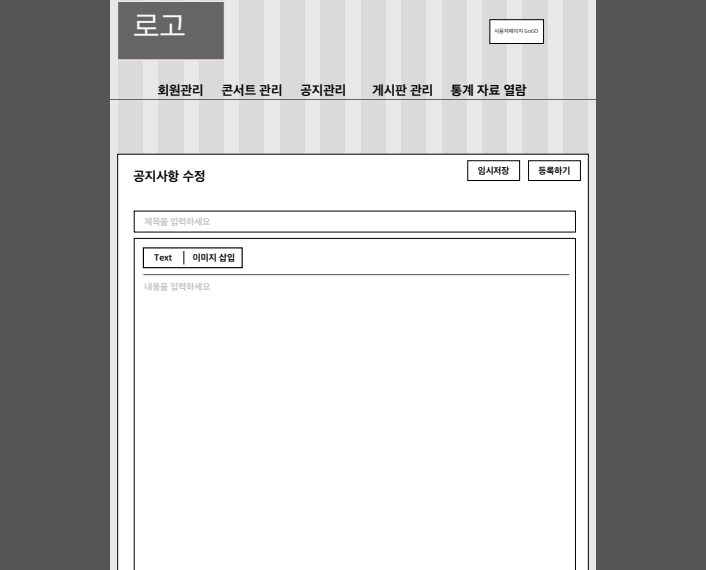 로고
사용자페이지 GoGO
회원관리 콘서트 관리 공지관리 게시판 관리 통계 자료 열람
공지사항 수정
임시저장 등록하기
제목을 입력하세요
Text | 이미지 삽입
내용을 입력하세요